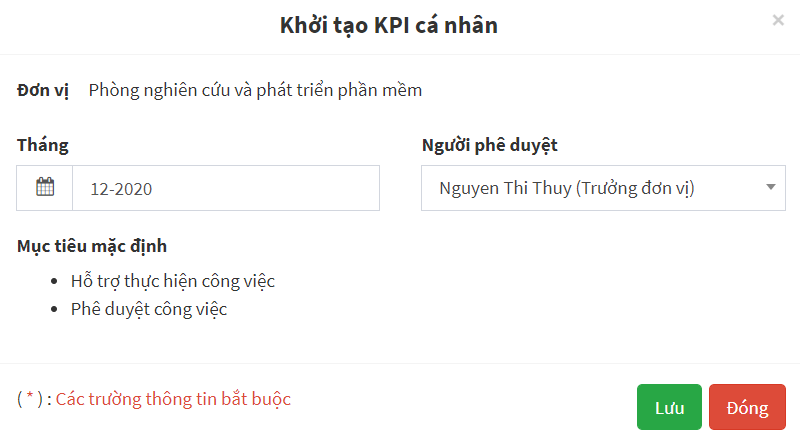 Khởi tạo KPI cá nhân
×
Đơn vị Phòng nghiên cứu và phát triển phần mềm
Tháng
Người phê duyệt
12-2020
Nguyen Thi Thuy (Trưởng đơn vị)
Mục tiêu mặc định
• Hỗ trợ thực hiện công việc
• Phê duyệt công việc
( * ) : Các trường thông tin bắt buộc
Lưu
Đóng